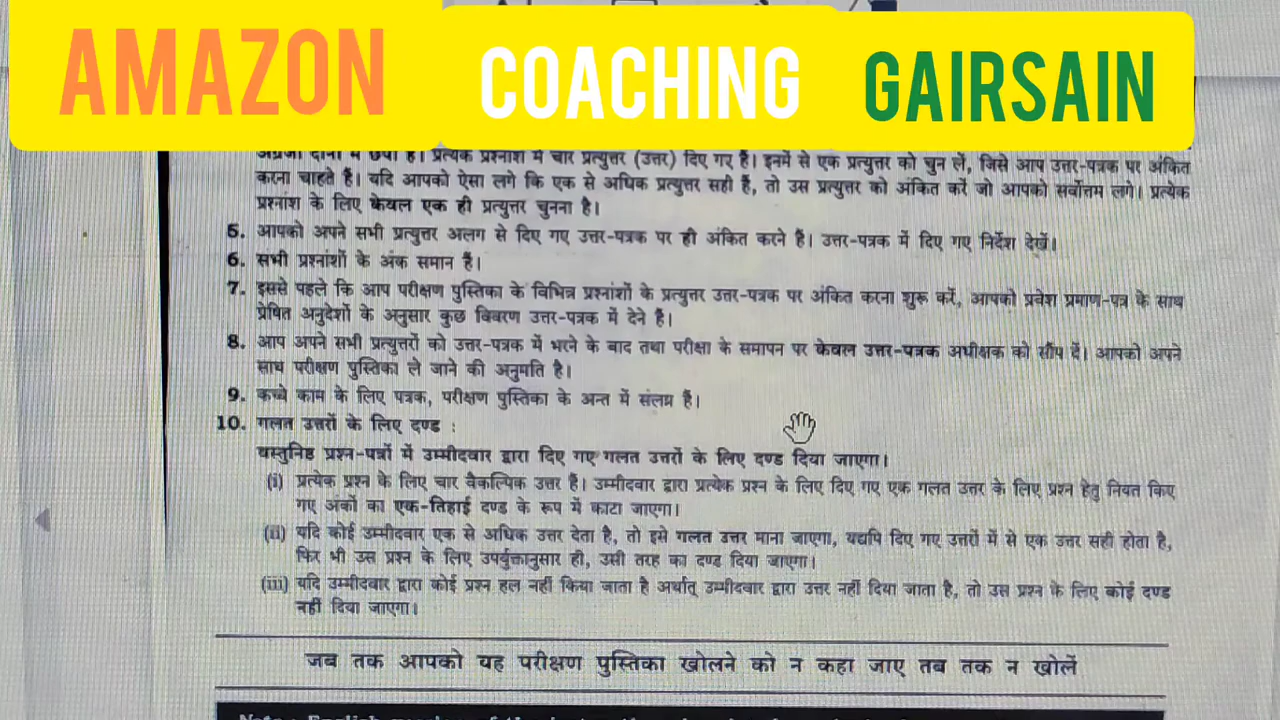 AMAZON COACHING GAIRSAIN
अंग्रेजी दोनों में छपा है। प्रत्येक प्रश्नांश में चार प्रत्युत्तर (उत्तर) दिए गए हैं। इनमें से एक प्रत्युत्तर को चुन लें, जिसे आप उत्तर-पत्रक पर अंकित
करना चाहते हैं। यदि आपको ऐसा लगे कि एक से अधिक प्रत्युत्तर सही हैं, तो उस प्रत्युत्तर को अंकित करें जो आपको सर्वोत्तम लगे। प्रत्येक
प्रश्नांश के लिए केवल एक ही प्रत्युत्तर चुनना है।
5. आपको अपने सभी प्रत्युत्तर अलग से दिए गए उत्तर-पत्रक पर ही अंकित करने हैं। उत्तर-पत्रक में दिए गए निर्देश देखें।
6. सभी प्रश्नांशों के अंक समान हैं।
7. इससे पहले कि आप परीक्षण पुस्तिका के विभिन्न प्रश्नांशों के प्रत्युत्तर उत्तर-पत्रक पर अंकित करना शुरू करें, आपको प्रवेश प्रमाण-पत्र के साथ
प्रेषित अनुदेशों के अनुसार कुछ विवरण उत्तर-पत्रक में देने हैं।
8. आप अपने सभी प्रत्युत्तरों को उत्तर-पत्रक में भरने के बाद तथा परीक्षा के समापन पर केवल उत्तर-पत्रक अधीक्षक को सौंप दें। आपको अपने
साथ परीक्षण पुस्तिका ले जाने की अनुमति है।
9. कच्चे काम के लिए पत्रक, परीक्षण पुस्तिका के अन्त में संलग्न हैं।
10. गलत उत्तरों के लिए दण्ड :
वस्तुनिष्ठ प्रश्न-पत्रों में उम्मीदवार द्वारा दिए गए गलत उत्तरों के लिए दण्ड दिया जाएगा।
(i) प्रत्येक प्रश्न के लिए चार वैकल्पिक उत्तर हैं। उम्मीदवार द्वारा प्रत्येक प्रश्न के लिए दिए गए एक गलत उत्तर के लिए प्रश्न हेतु नियत किए
गए अंकों का एक-तिहाई दण्ड के रूप में काटा जाएगा।
(ii) यदि कोई उम्मीदवार एक से अधिक उत्तर देता है, तो इसे गलत उत्तर माना जाएगा, यद्यपि दिए गए उत्तरों में से एक उत्तर सही होता है,
फिर भी उस प्रश्न के लिए उपर्युक्तानुसार ही, उसी तरह का दण्ड दिया जाएगा।
(iii) यदि उम्मीदवार द्वारा कोई प्रश्न हल नहीं किया जाता है अर्थात् उम्मीदवार द्वारा उत्तर नहीं दिया जाता है, तो उस प्रश्न के लिए कोई दण्ड
नहीं दिया जाएगा।
जब तक आपको यह परीक्षण पुस्तिका खोलने को न कहा जाए तब तक न खोलें